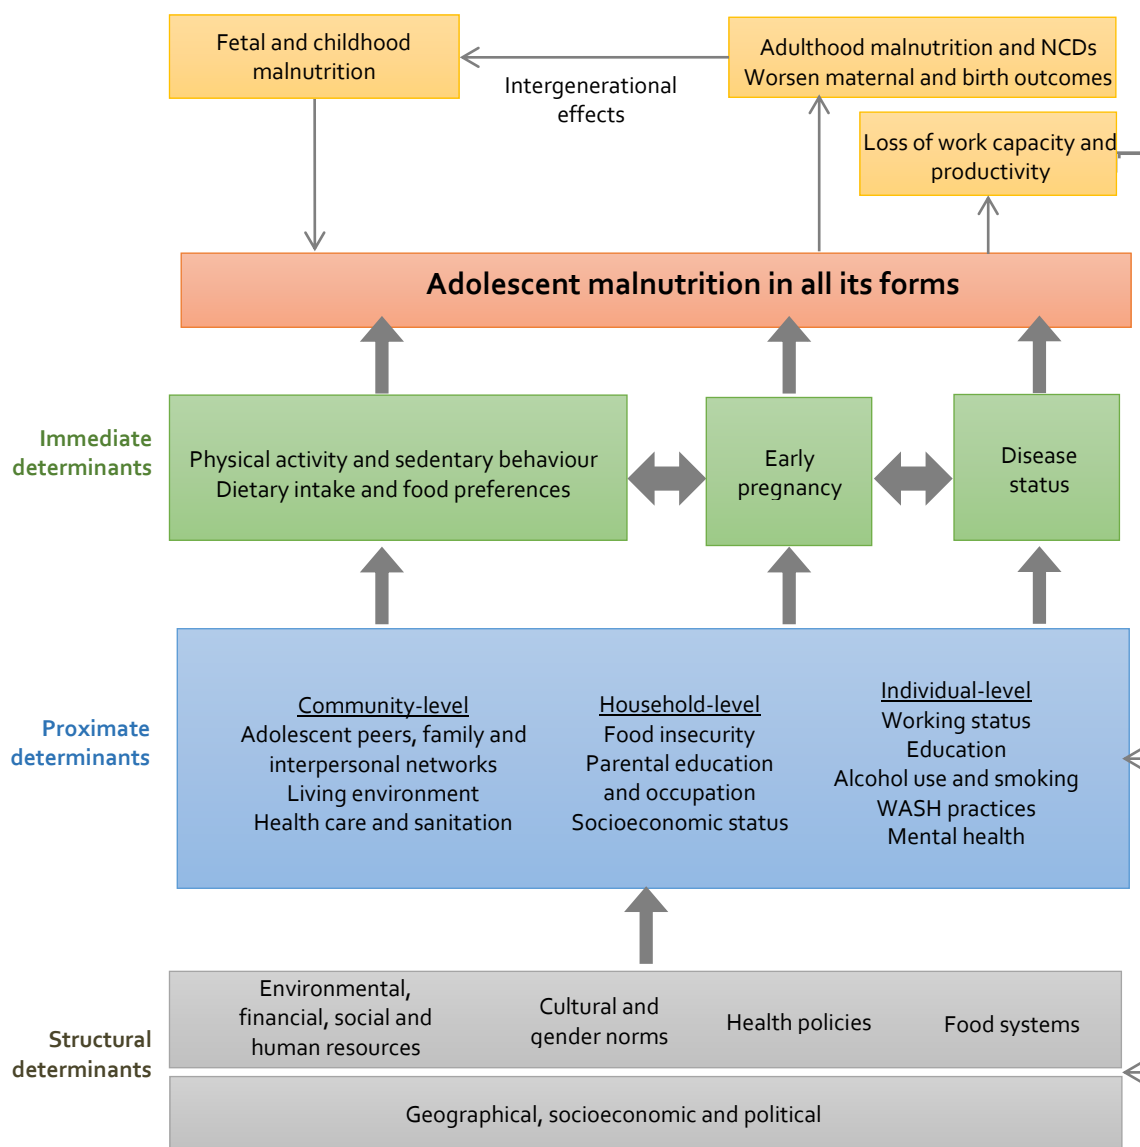 Fetal and childhood
malnutrition
Adulthood malnutrition and NCDs
Worsen maternal and birth outcomes
Intergenerational
effects
Loss of work capacity and
productivity
Adolescent malnutrition in all its forms
Immediate
determinants
Physical activity and sedentary behaviour
Dietary intake and food preferences
Early
pregnancy
Disease
status
Proximate
determinants
Community-level
Adolescent peers, family and
interpersonal networks
Living environment
Health care and sanitation
Household-level
Food insecurity
Parental education
and occupation
Socioeconomic status
Individual-level
Working status
Education
Alcohol use and smoking
WASH practices
Mental health
Structural
determinants
Environmental,
financial, social and
human resources
Cultural and
gender norms
Health policies
Food systems
Geographical, socioeconomic and political